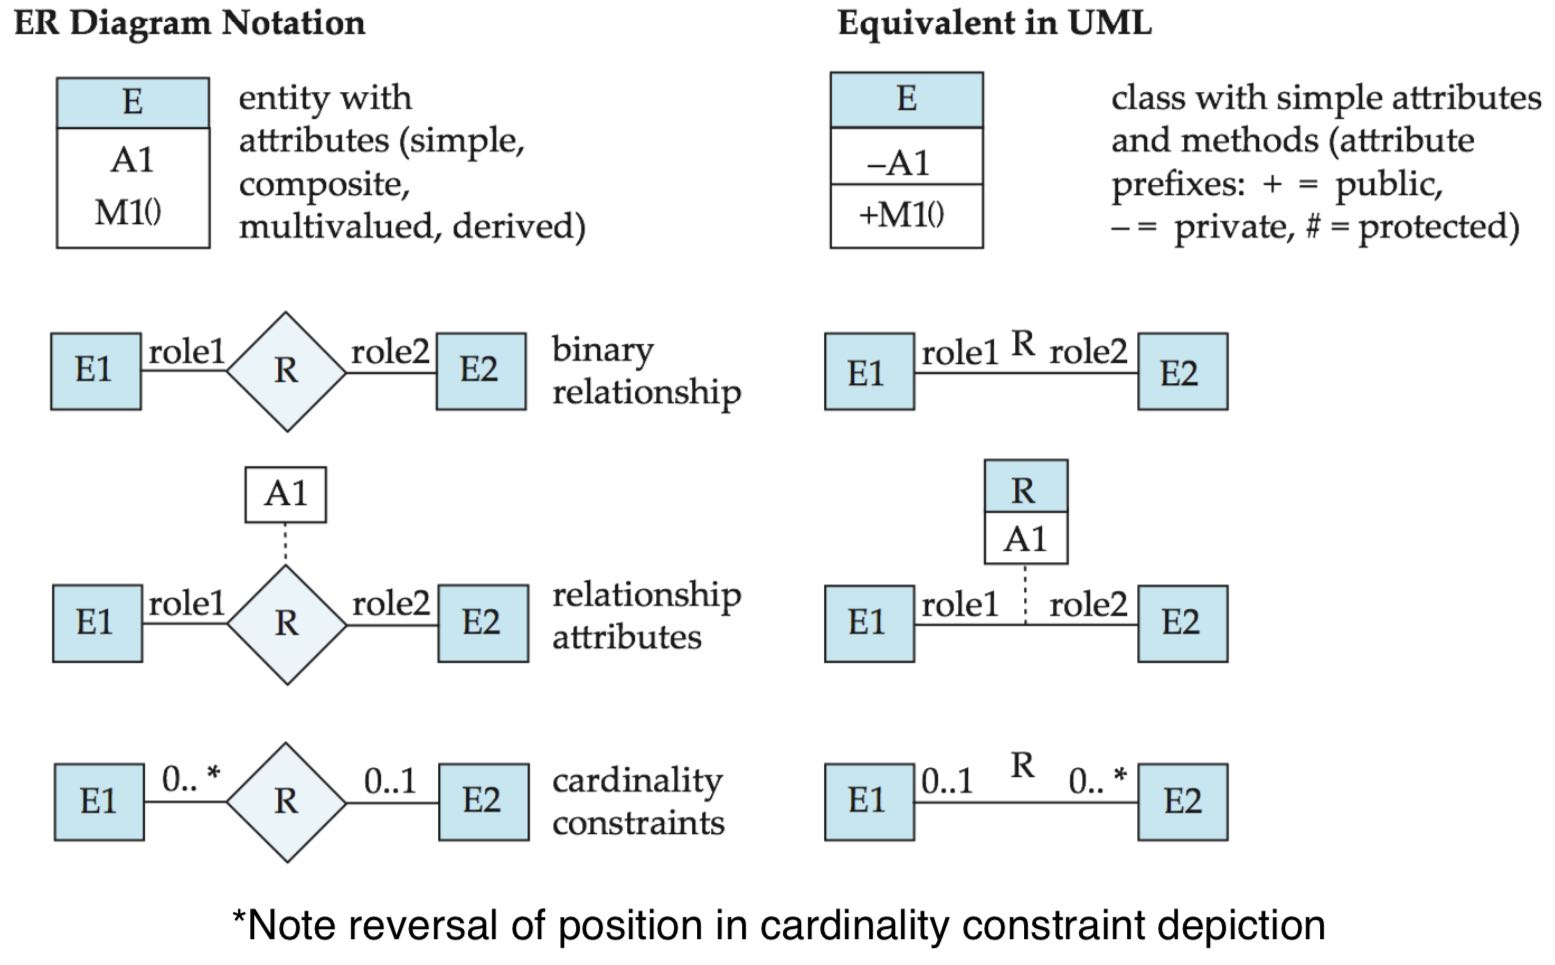 ER Diagram Notation
Equivalent in UML
E
A1
M1()
entity with
attributes (simple,
composite,
multivalued, derived)
E
–A1
+M1()
class with simple attributes
and methods (attribute
prefixes: + = public,
– = private, # = protected)
E1 role1 R role2 E2
binary
relationship
E1 role1 R role2 E2
A1
E1 role1 R role2 E2
relationship
attributes
R
A1
E1 role1 role2 E2
E1 0..* R 0..1 E2
cardinality
constraints
E1 0..1 R 0..* E2
*Note reversal of position in cardinality constraint depiction